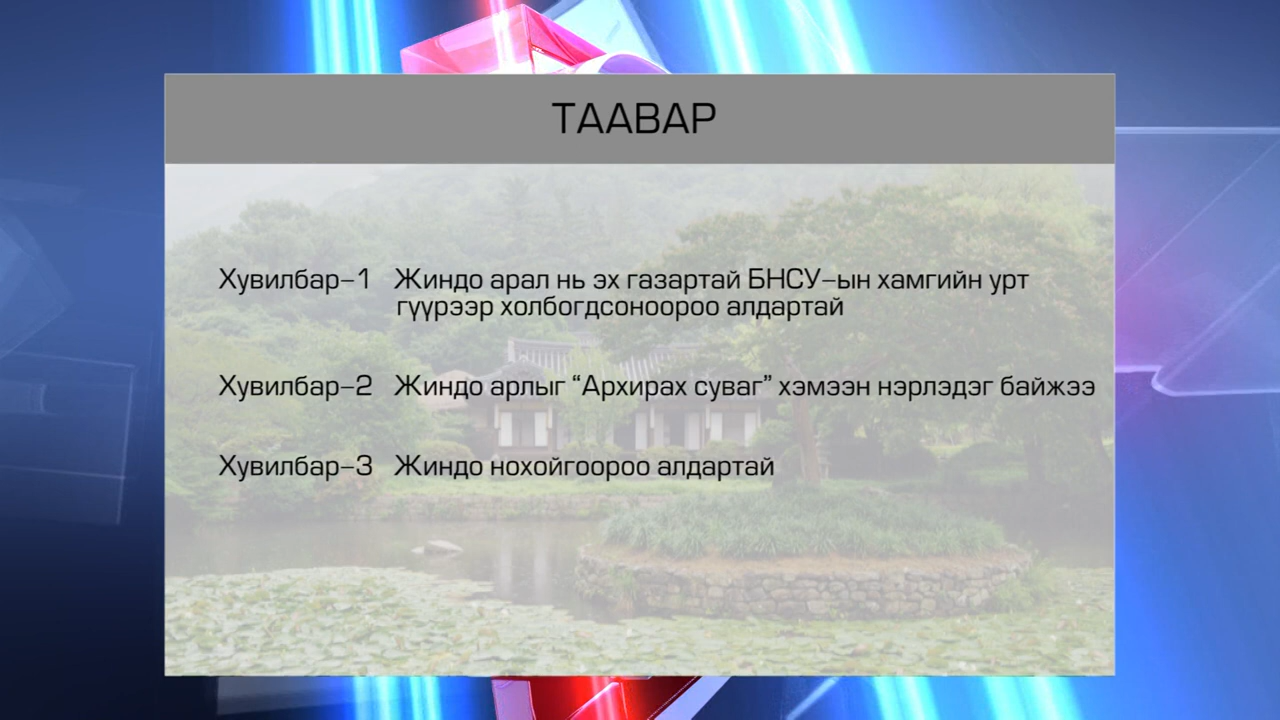 ТААВАР
Хувилбар-1 Жиндо арал нь эх газартай БНСУ-ын хамгийн урт
гүүрээр холбогдсоноороо алдартай
Хувилбар-2 Жиндо арлыг “Архирах суваг” хэмээн нэрлэдэг байжээ
Хувилбар-3 Жиндо нохойгоороо алдартай